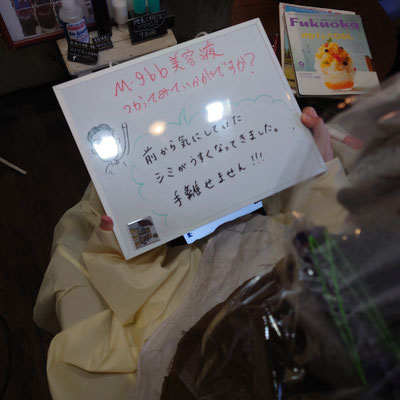 M-966美容液
つかってみていかがですか?
前から気にしていた
シミがうすくなってきました。
手離せません!!!
Fukuoka
9